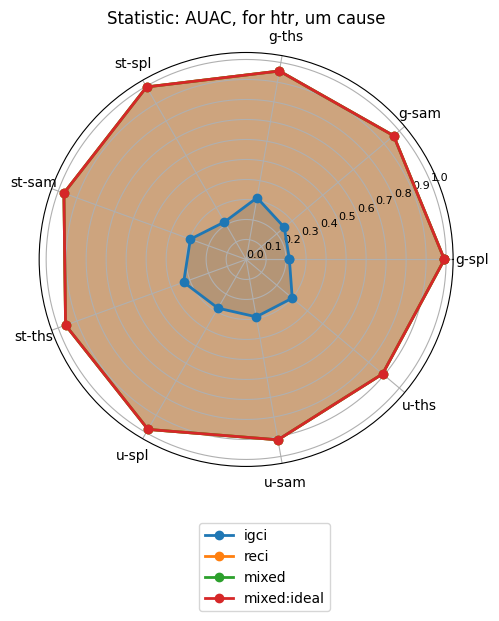 Statistic: AUAC, for htr, um cause
g-ths
st-spl
g-sam
st-sam
0.0
0.1
0.2
0.3
0.4
0.5
0.6
0.7
0.8
0.9
1.0
g-spl
st-ths
u-ths
u-spl
u-sam
igci
reci
mixed
mixed:ideal